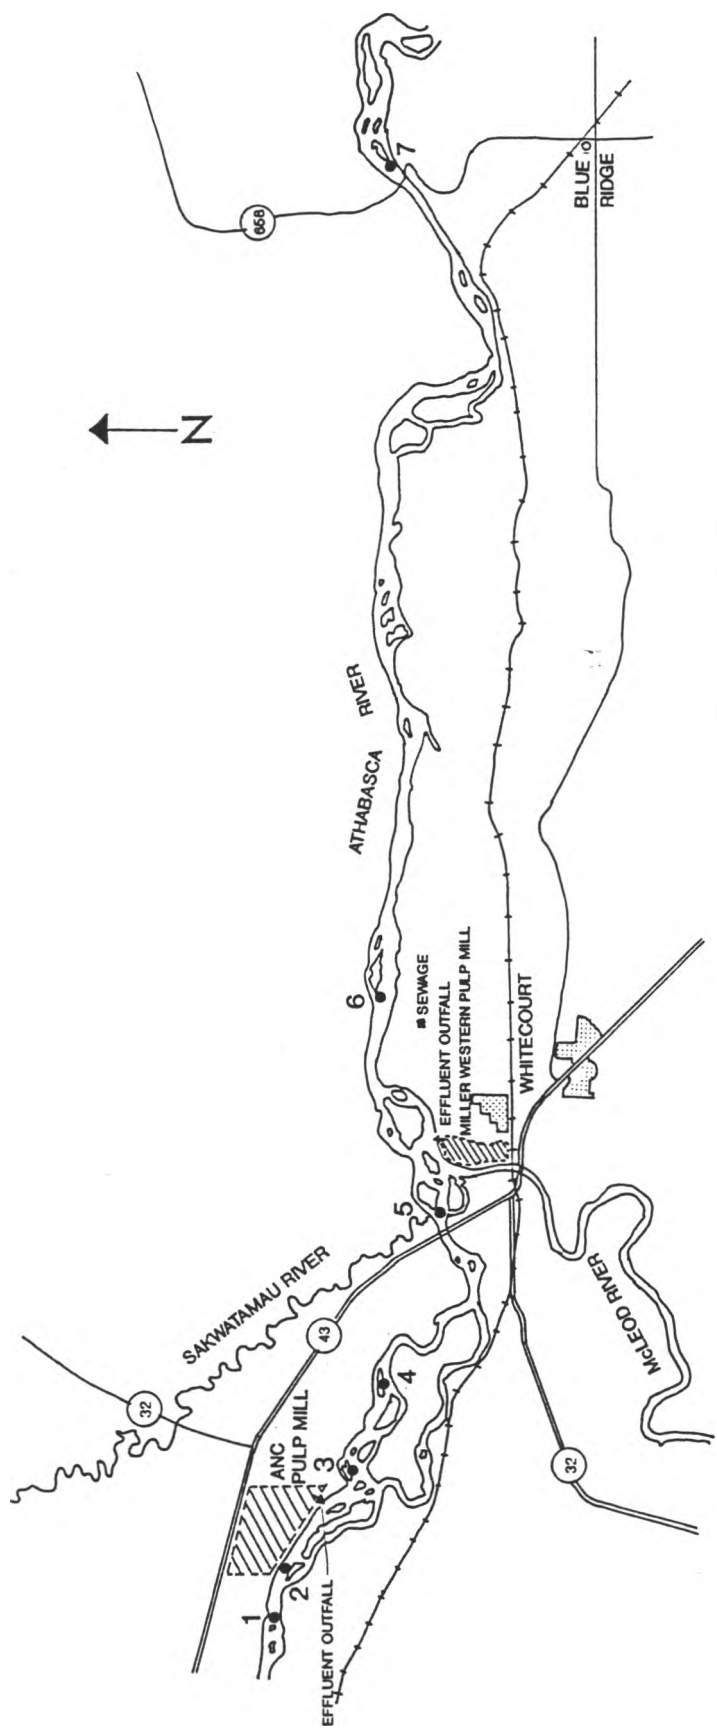 N
658
7
BLUE
RIDGE
ATHABASCA
RIVER
6
SEWAGE
EFFLUENT OUTFALL
MILLER WESTERN PULP MILL
WHITECOURT
5
SAKWATAMAU RIVER
43
32
McLEOD RIVER
4
ANC
PULP MILL
3
32
2
1
EFFLUENT OUTFALL